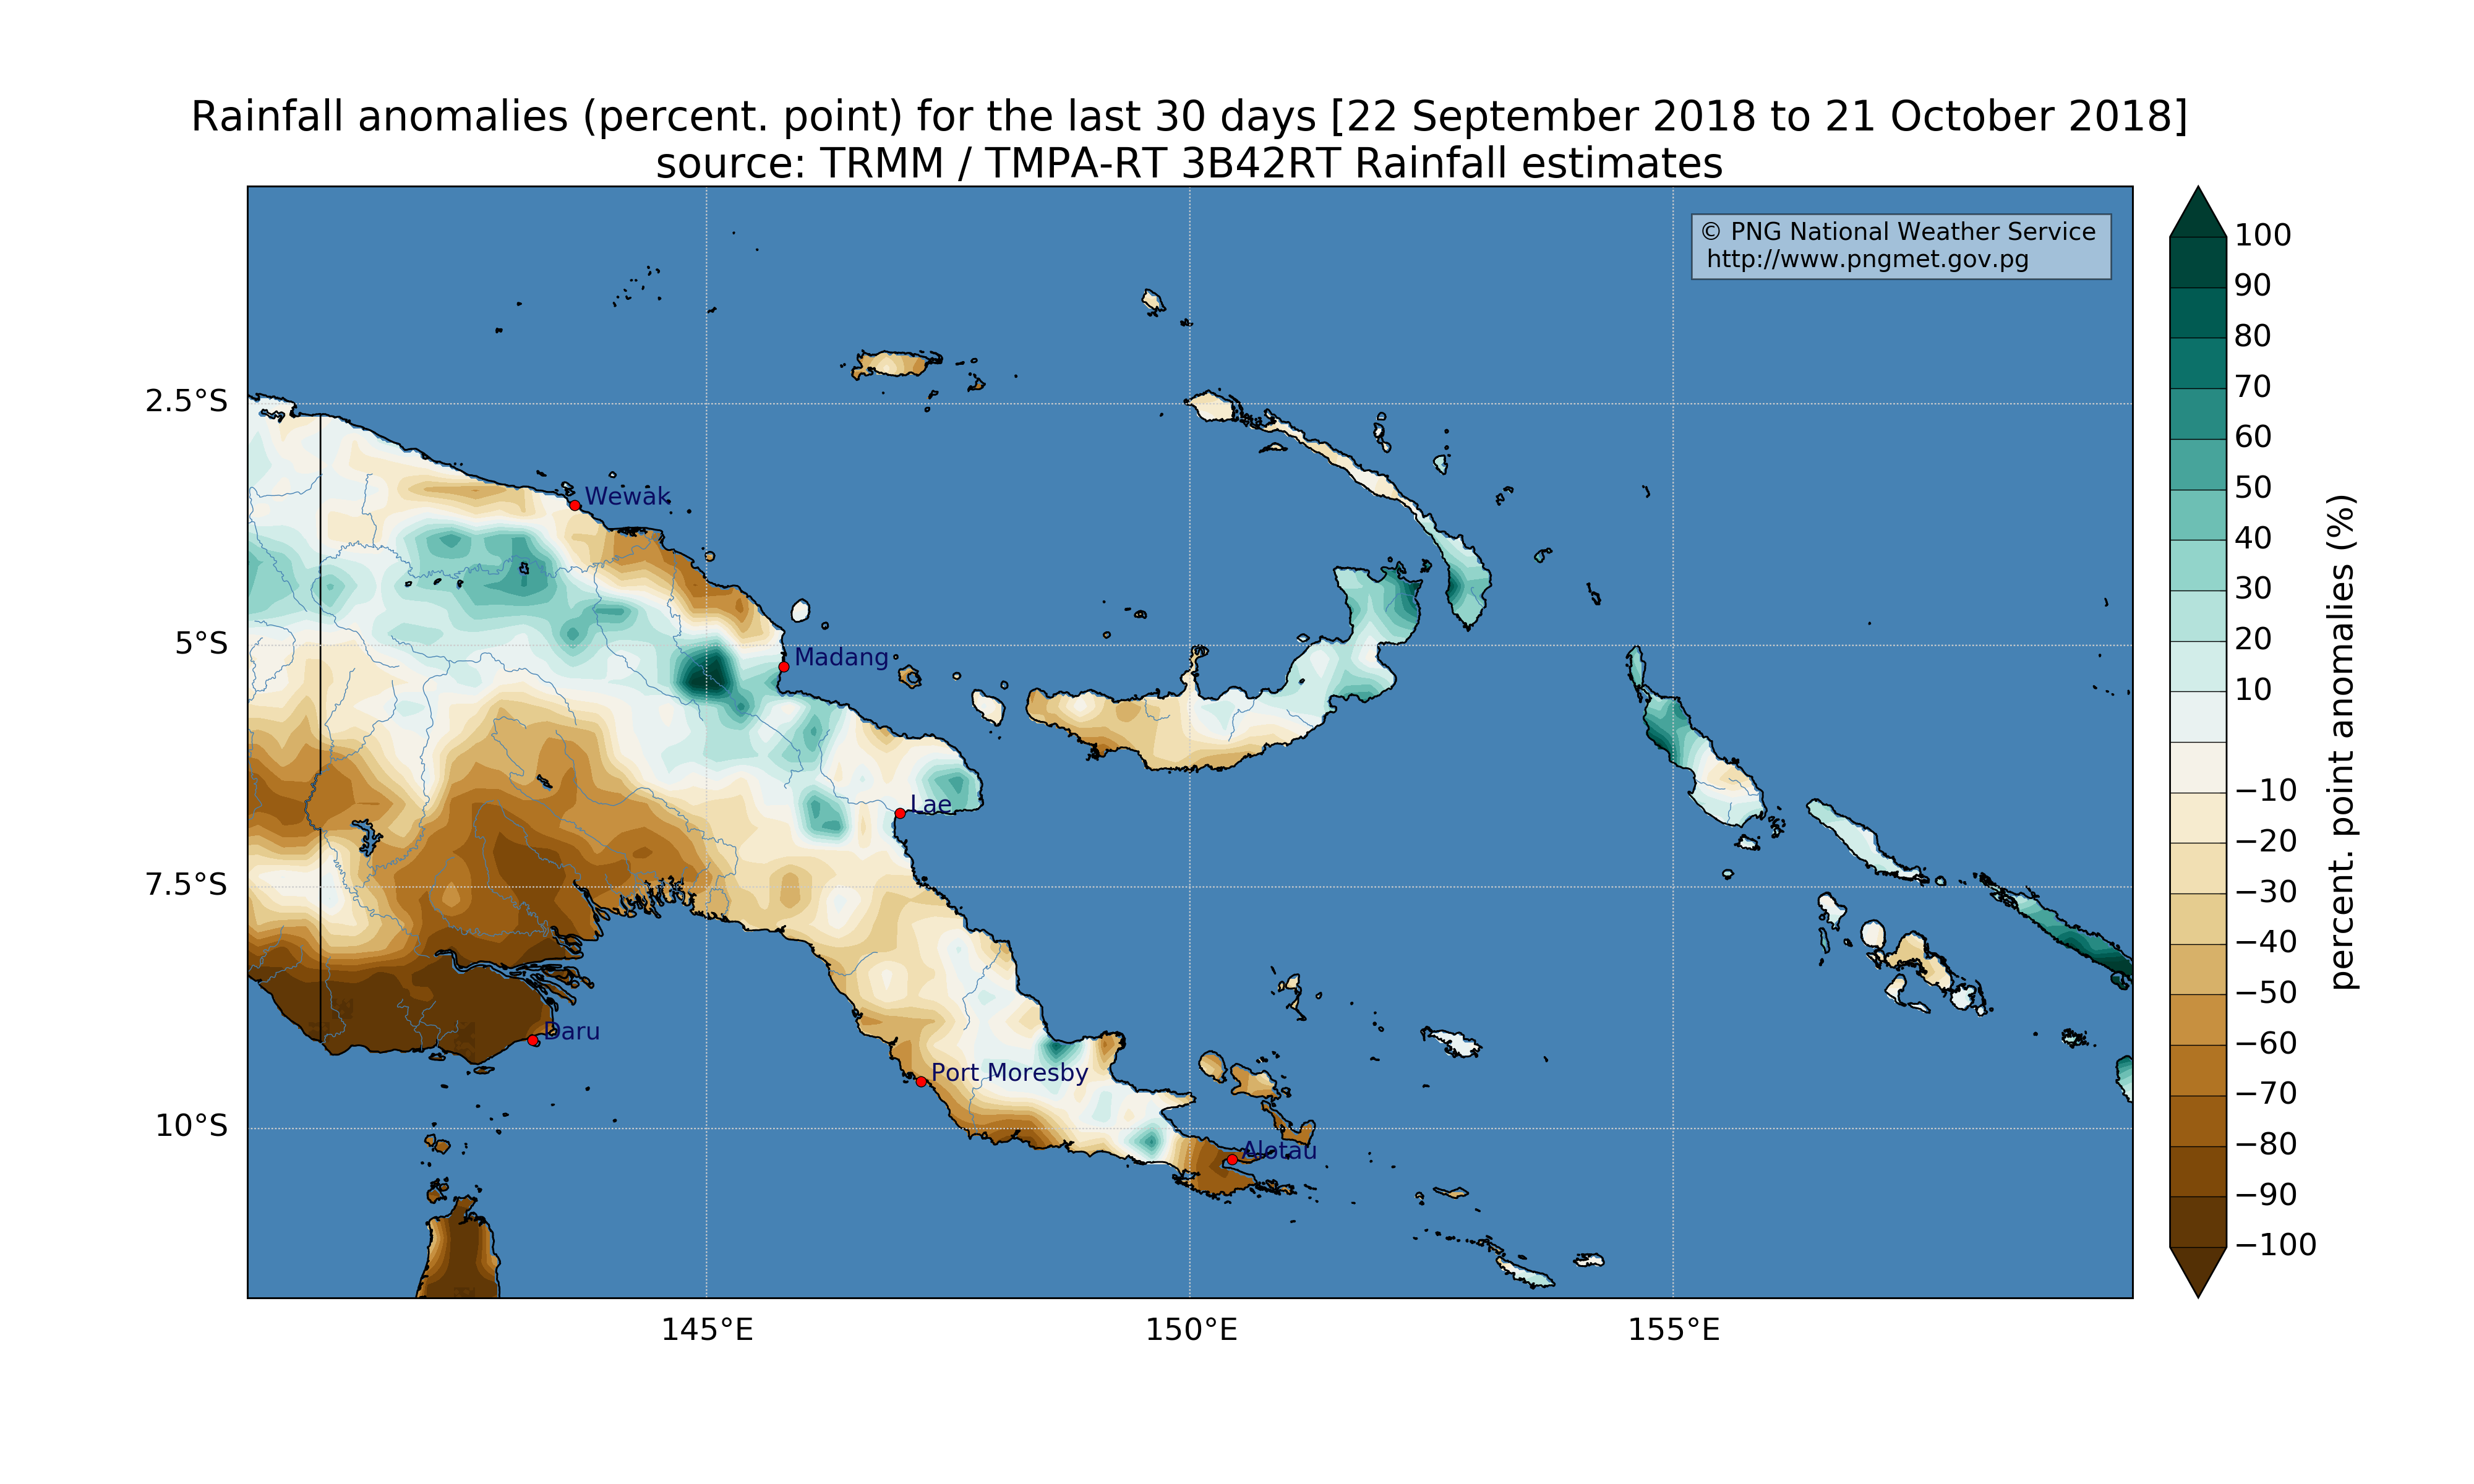 Rainfall anomalies (percent. point) for the last 30 days [22 September 2018 to 21 October 2018]
source: TRMM / TMPA-RT 3B42RT Rainfall estimates
© PNG National Weather Service
http://www.pngmet.gov.pg
2.5°S
5°S
7.5°S
10°S
145°E
150°E
155°E
Wewak
Madang
Lae
Daru
Port Moresby
Alotau
100
90
80
70
60
50
40
30
20
10
−10
−20
−30
−40
−50
−60
−70
−80
−90
−100
percent. point anomalies (%)